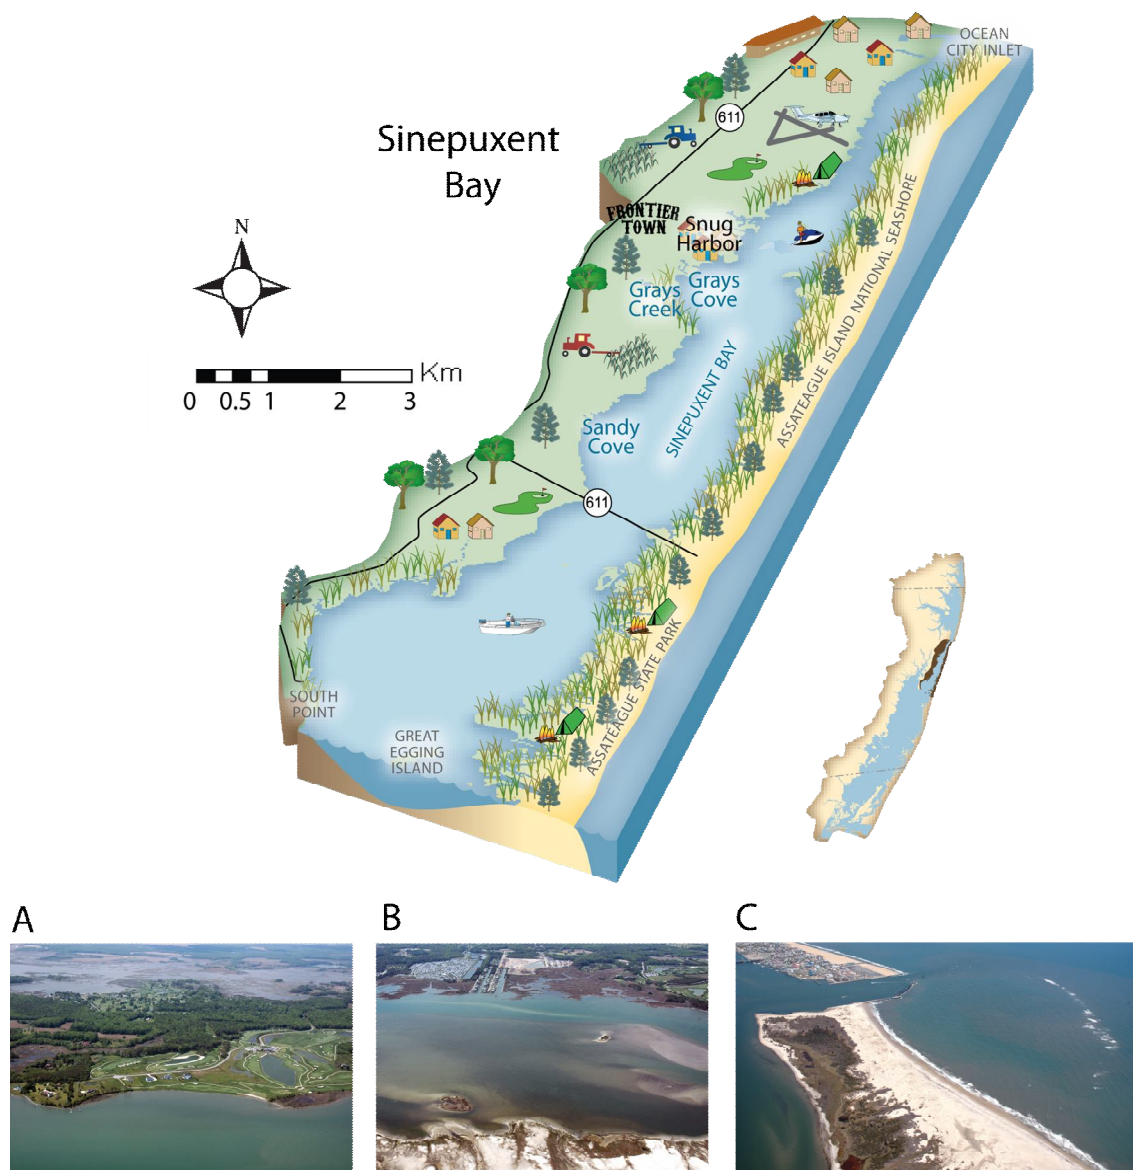 OCEAN
CITY INLET
Sinepuxent
Bay
611
FRONTIER
TOWN
Snug
Harbor
N
Grays
Creek
Grays
Cove
ASSATEAGUE ISLAND NATIONAL SEASHORE
SINEPUXENT BAY
Km
0 0.5 1 2 3
Sandy
Cove
611
ASSATEAGUE STATE PARK
SOUTH
POINT
GREAT
EGGING
ISLAND
A
B
C